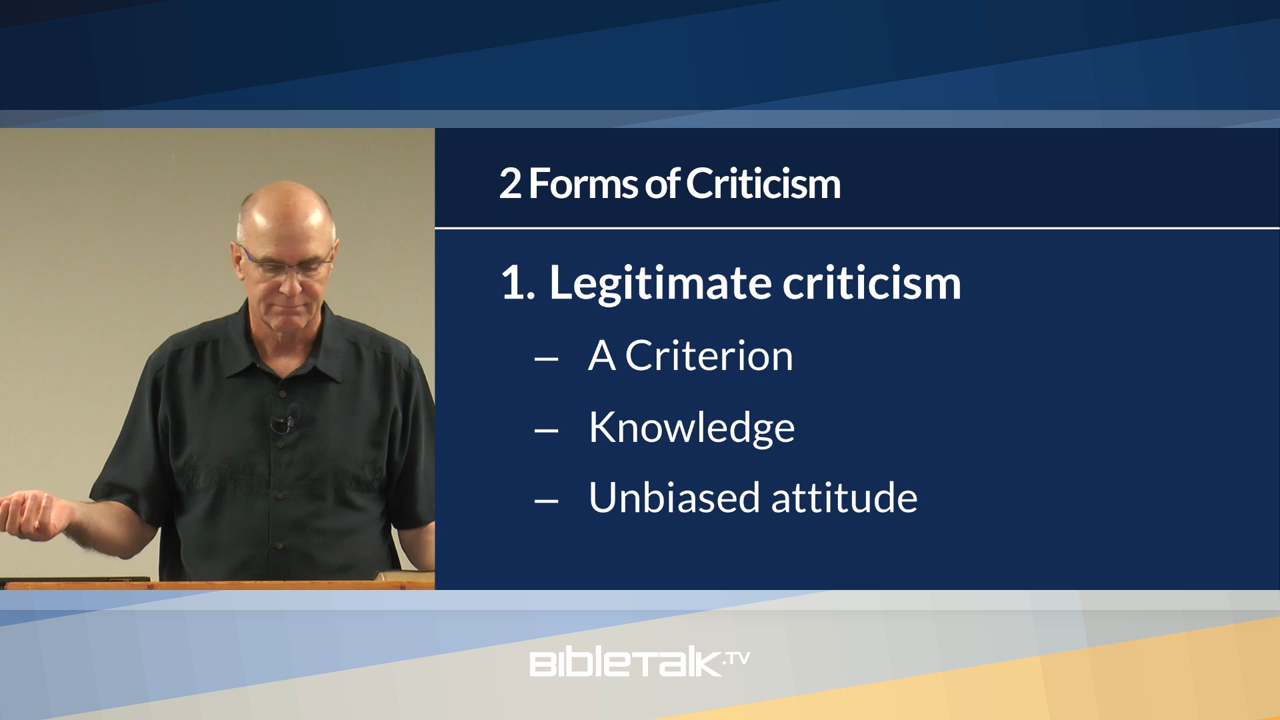 2 Forms of Criticism
1. Legitimate criticism
– A Criterion
– Knowledge
– Unbiased attitude
BibleTalk.TV